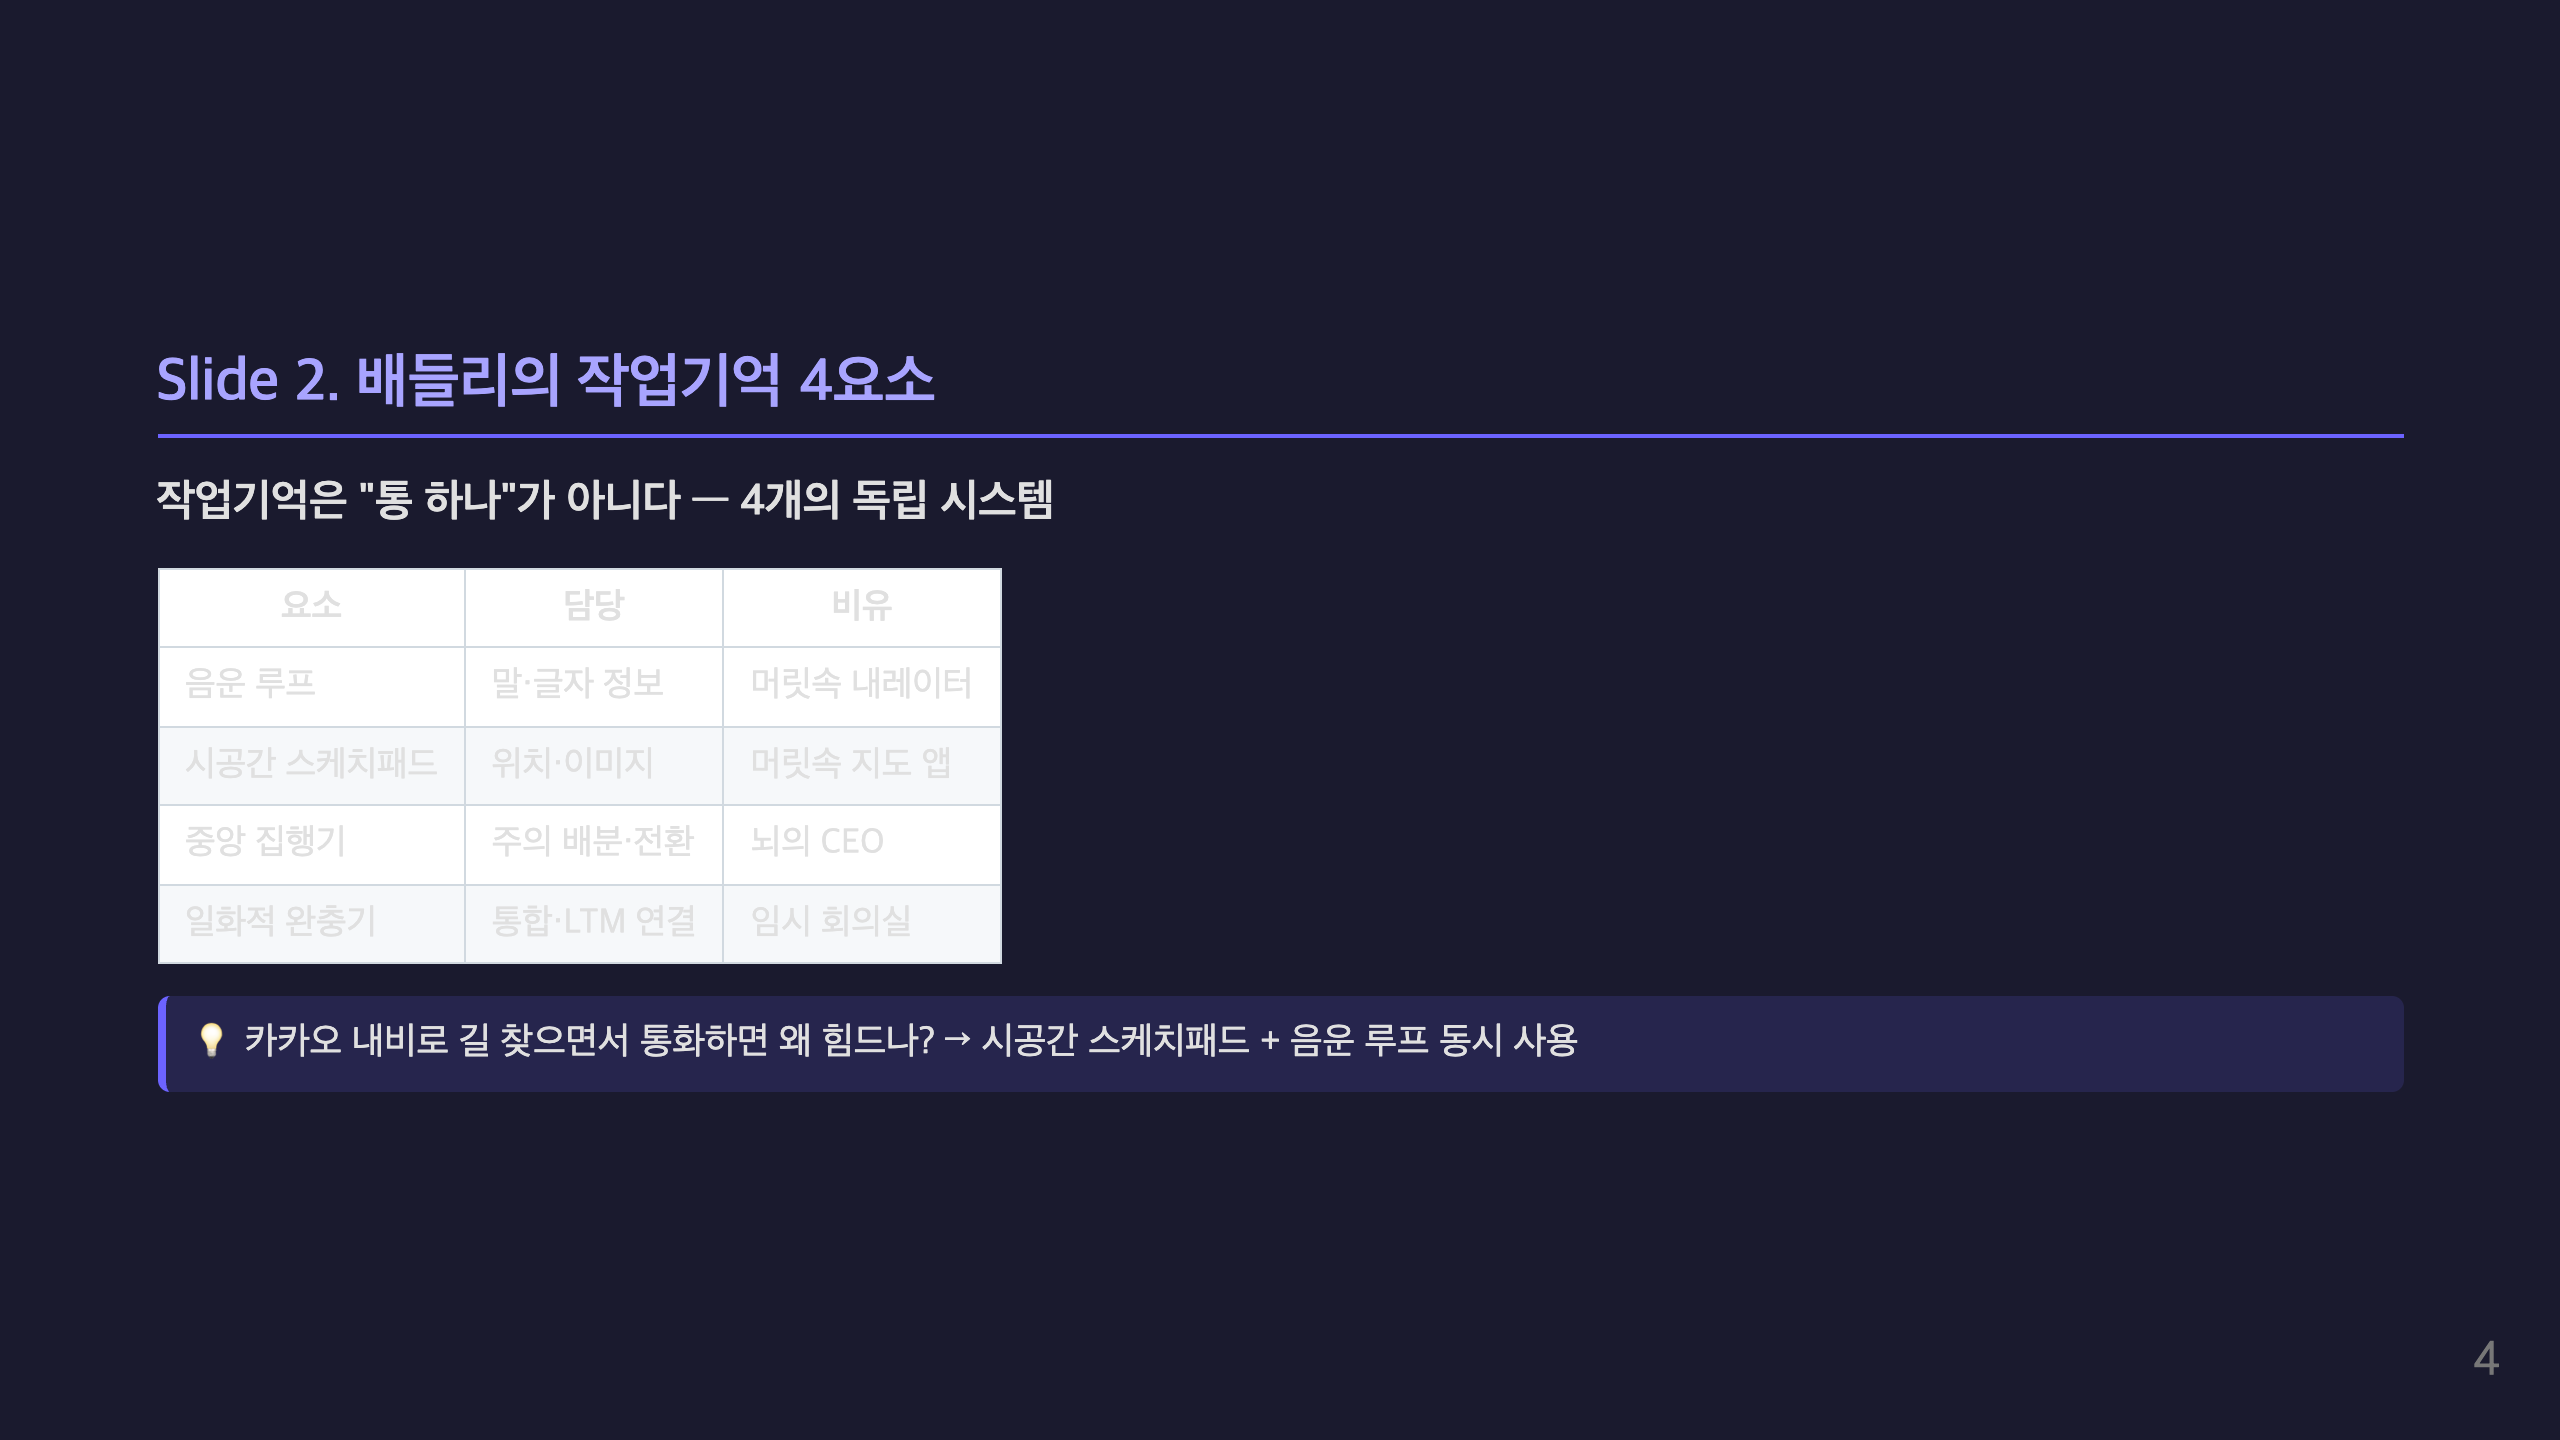 Slide 2. 배들리의 작업기억 4요소
작업기억은 "통 하나"가 아니다 — 4개의 독립 시스템
요소 담당 비유
음운 루프 말·글자 정보 머릿속 내레이터
시공간 스케치패드 위치·이미지 머릿속 지도 앱
중앙 집행기 주의 배분·전환 뇌의 CEO
일화적 완충기 통합·LTM 연결 임시 회의실
💡 카카오 내비로 길 찾으면서 통화하면 왜 힘드나? → 시공간 스케치패드 + 음운 루프 동시 사용
4